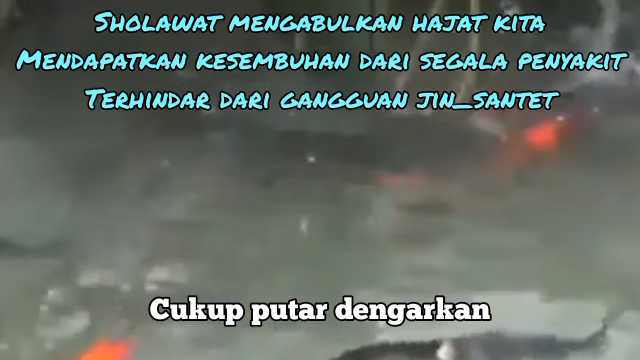 Sholawat mengabulkan hajat kita
Mendapatkan kesembuhan dari segala penyakit
Terhindar dari gangguan jin_santet
Cukup putar dengarkan